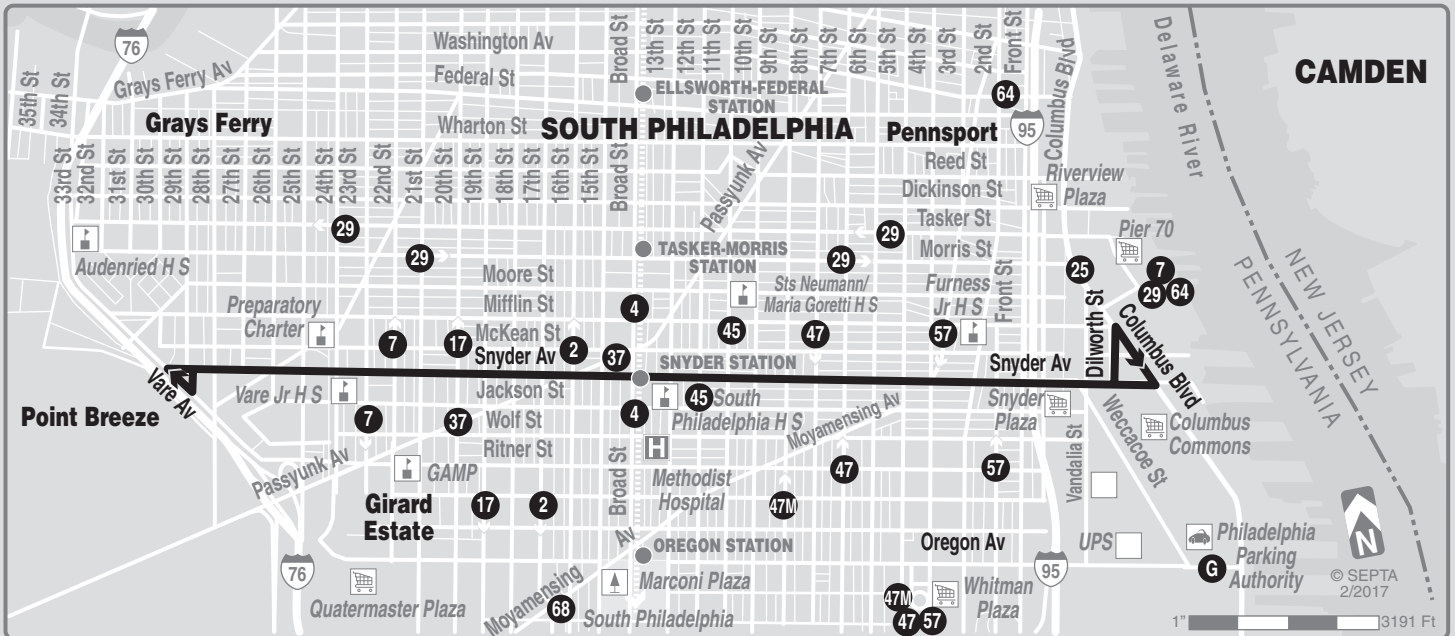 76
35th St
34th St
Grays Ferry Av
Grays Ferry
Washington Av
Federal St
Wharton St
Broad St
13th St
12th St
11th St
10th St
9th St
8th St
7th St
6th St
5th St
4th St
3rd St
2nd St
Front St
Columbus Blvd
Delaware River
CAMDEN
ELLSWORTH-FEDERAL
STATION
64
SOUTH PHILADELPHIA
Pennsport
95
33rd St
32nd St
31st St
30th St
29th St
28th St
27th St
26th St
25th St
24th St
23rd St
22nd St
21st St
20th St
19th St
18th St
17th St
16th St
15th St
Broad St
Passyunk Av
Reed St
Dickinson St
Tasker St
Morris St
Riverview
Plaza
Pier 70
29
29
29
29
Audenried H S
TASKER-MORRIS
STATION
Moore St
Mifflin St
McKean St
Sts Neumann/
Maria Goretti H S
Furness
Jr H S
Front St
25
7
29
64
NEW JERSEY
PENNSYLVANIA
Preparatory
Charter
4
45
47
57
7
17
2
37
Snyder Av
SNYDER STATION
Snyder Av
Dilworth St
Columbus Blvd
Vare Av
Point Breeze
Vare Jr H S
Jackson St
Wolf St
Ritner St
7
37
4
45
South
Philadelphia H S
Moyamensing Av
Snyder
Plaza
Columbus
Commons
Weccacoe St
Vandalia St
Passyunk Av
GAMP
Broad St
Methodist
Hospital
47
57
47M
Girard
Estate
17
2
OREGON STATION
Oregon Av
UPS
Philadelphia
Parking
Authority
G
N
© SEPTA
2/2017
76
95
Quatermaster Plaza
Moyamensing Av
68
Marconi Plaza
South Philadelphia
47M
47
57
Whitman
Plaza
1"
3191 Ft